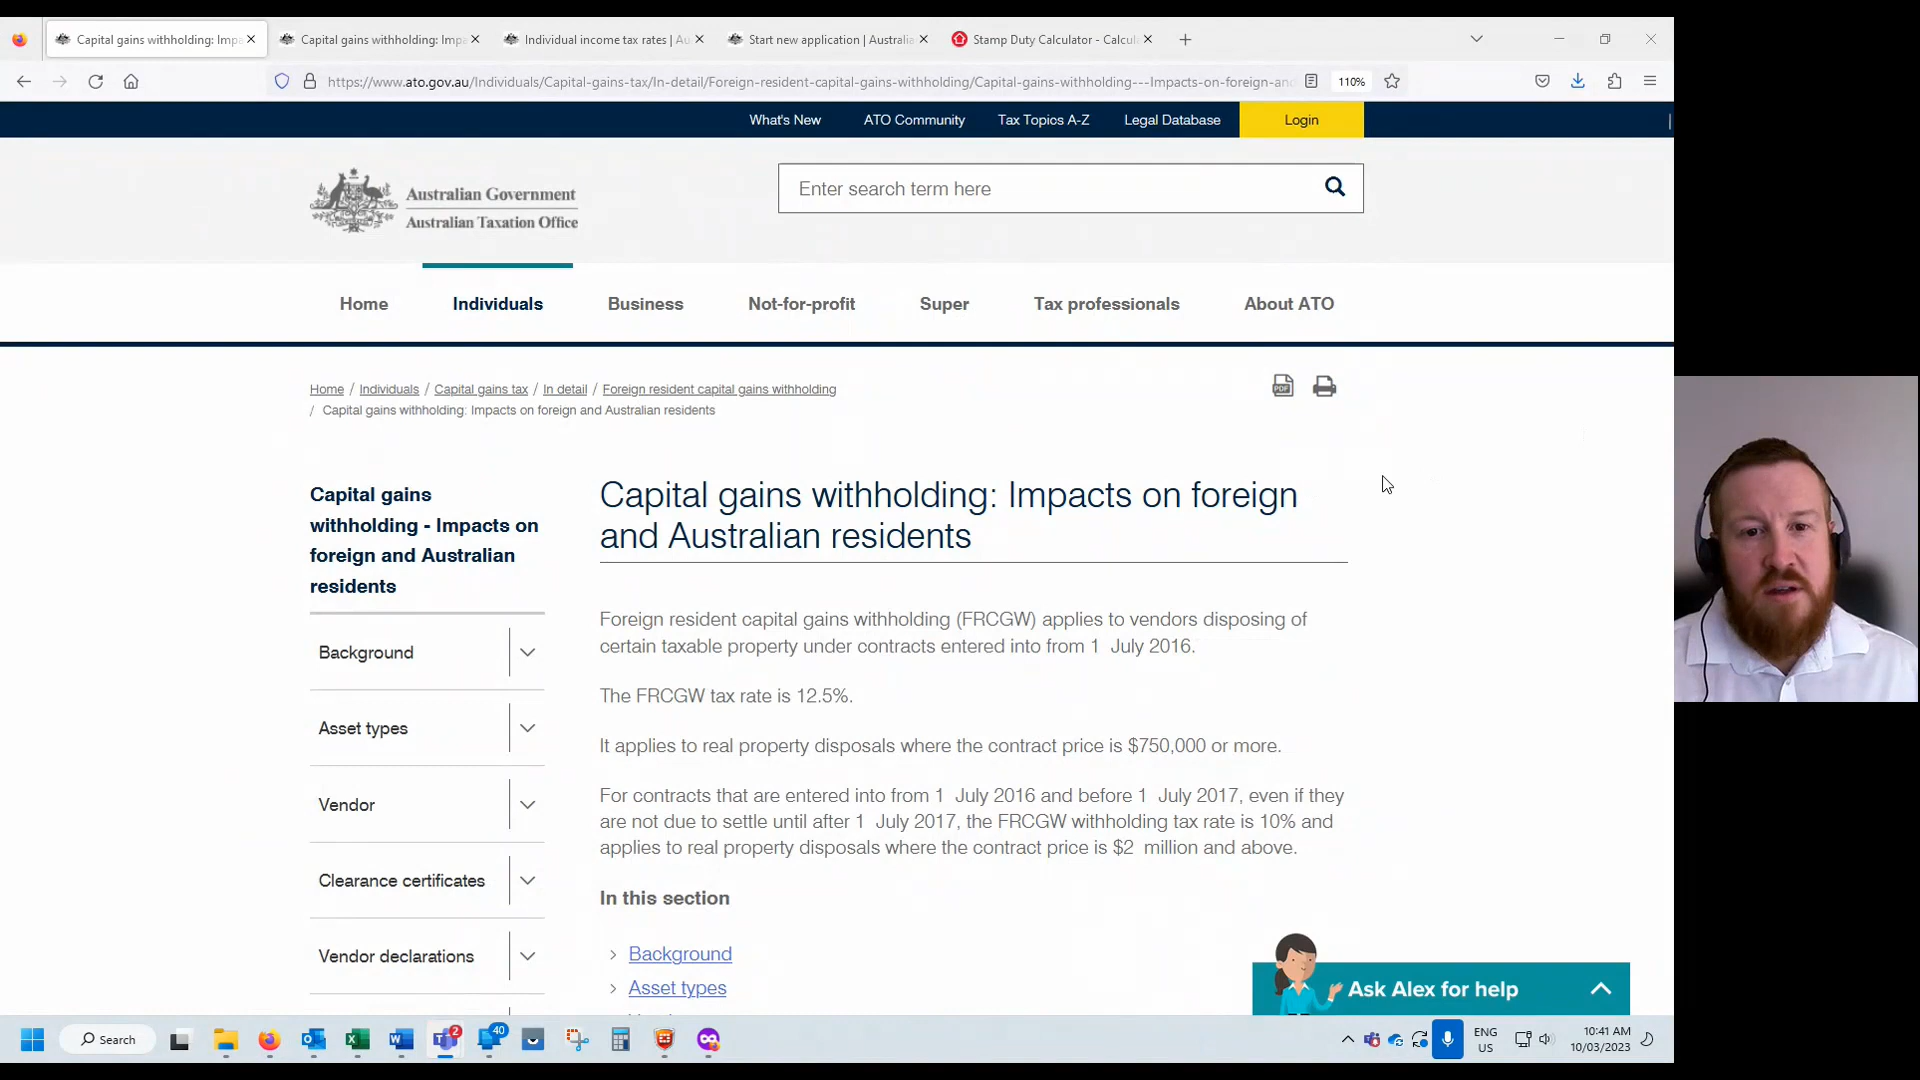 Capital gains withholding: Impa
Capital gains withholding: Impa
Individual income tax rates | Au
Start new application | Australia
Stamp Duty Calculator - Calcul
https://www.ato.gov.au/Individuals/Capital-gains-tax/In-detail/Foreign-resident-capital-gains-withholding/Capital-gains-withholding---Impacts-on-foreign-and
110%
What's New
ATO Community
Tax Topics A-Z
Legal Database
Login
Australian Government
Australian Taxation Office
Enter search term here
Home
Individuals
Business
Not-for-profit
Super
Tax professionals
About ATO
Home / Individuals / Capital gains tax / In detail / Foreign resident capital gains withholding
/ Capital gains withholding: Impacts on foreign and Australian residents
PDF
Capital gains
withholding - Impacts on
foreign and Australian
residents
Background
Asset types
Vendor
Clearance certificates
Vendor declarations
Capital gains withholding: Impacts on foreign
and Australian residents
Foreign resident capital gains withholding (FRCGW) applies to vendors disposing of
certain taxable property under contracts entered into from 1 July 2016.
The FRCGW tax rate is 12.5%.
It applies to real property disposals where the contract price is $750,000 or more.
For contracts that are entered into from 1 July 2016 and before 1 July 2017, even if they
are not due to settle until after 1 July 2017, the FRCGW withholding tax rate is 10% and
applies to real property disposals where the contract price is $2 million and above.
In this section
Background
Asset types
Ask Alex for help
Search
2
40
ENG
US
10:41 AM
10/03/2023